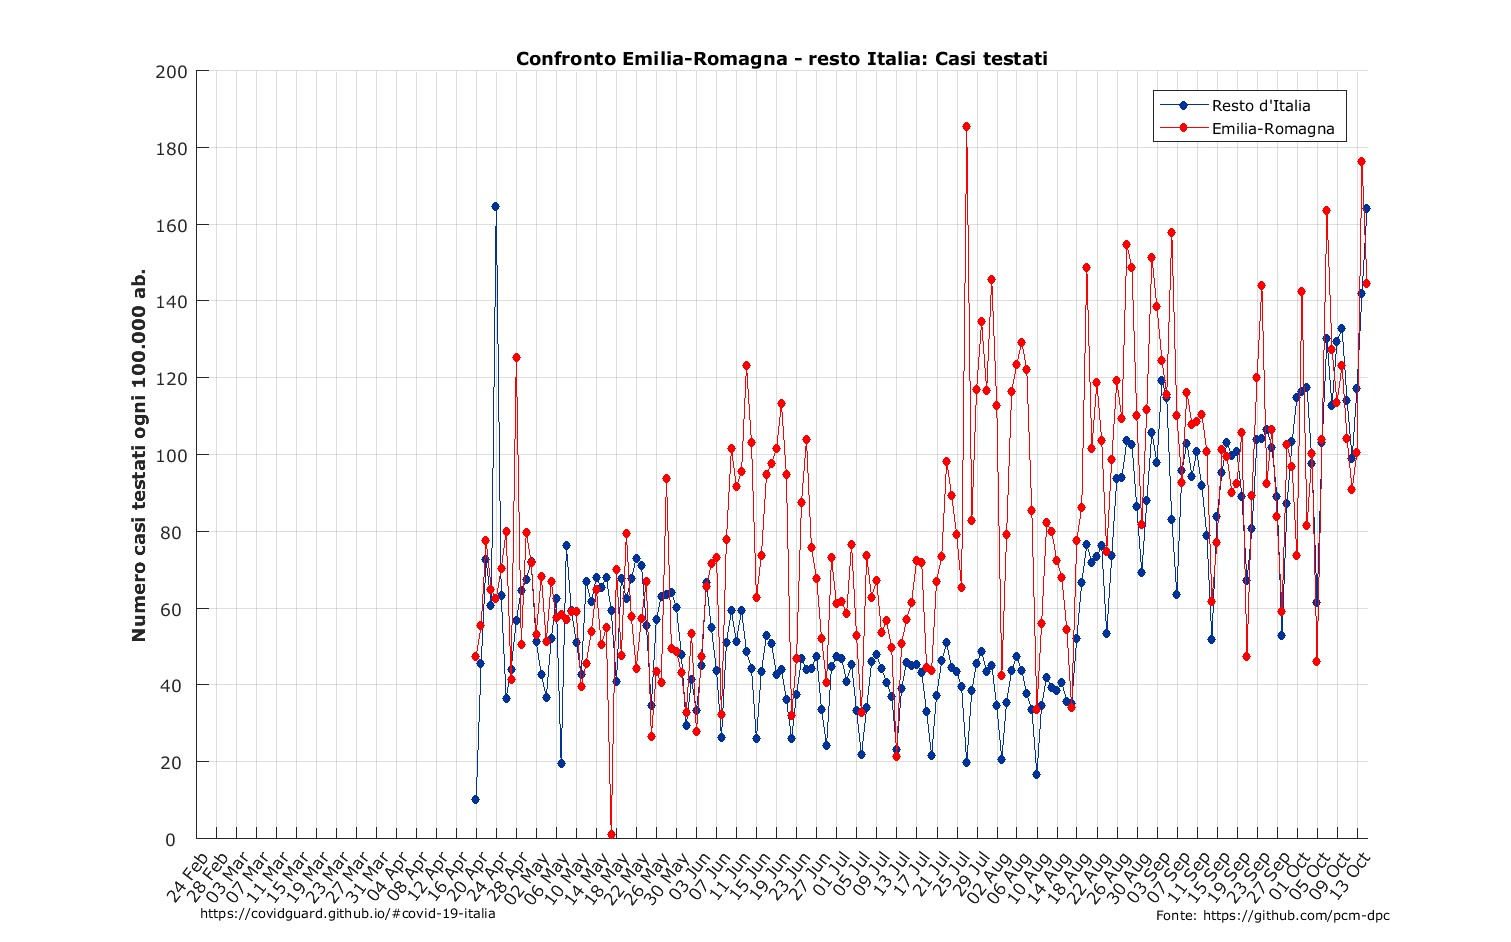 Confronto Emilia-Romagna - resto Italia: Casi testati
Resto d'Italia
Emilia-Romagna
Numero casi testati ogni 100.000 ab.
200
180
160
140
120
100
80
60
40
20
0
24 Feb
28 Feb
03 Mar
07 Mar
11 Mar
15 Mar
19 Mar
23 Mar
27 Mar
31 Mar
04 Apr
08 Apr
12 Apr
16 Apr
20 Apr
24 Apr
28 Apr
02 May
06 May
10 May
14 May
18 May
22 May
26 May
30 May
03 Jun
07 Jun
11 Jun
15 Jun
19 Jun
23 Jun
27 Jun
01 Jul
05 Jul
09 Jul
13 Jul
17 Jul
21 Jul
25 Jul
29 Jul
02 Aug
06 Aug
10 Aug
14 Aug
18 Aug
22 Aug
26 Aug
30 Aug
03 Sep
07 Sep
11 Sep
15 Sep
19 Sep
23 Sep
27 Sep
01 Oct
05 Oct
09 Oct
13 Oct
https://covidguard.github.io/#covid-19-italia
Fonte: https://github.com/pcm-dpc